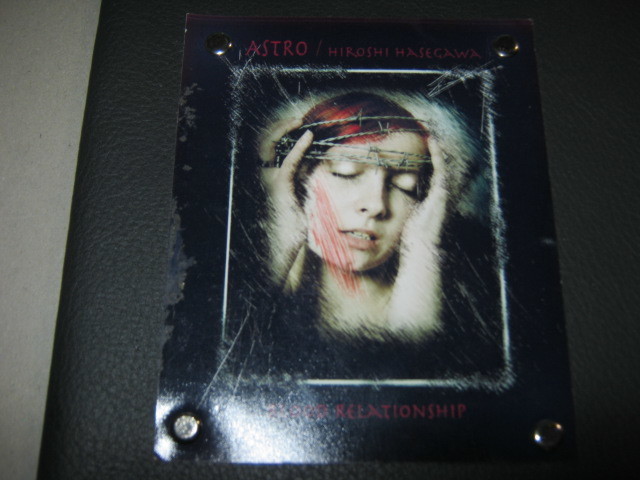 ASTRO / HIROSHI HASEGAWA
RELATIONSHIP